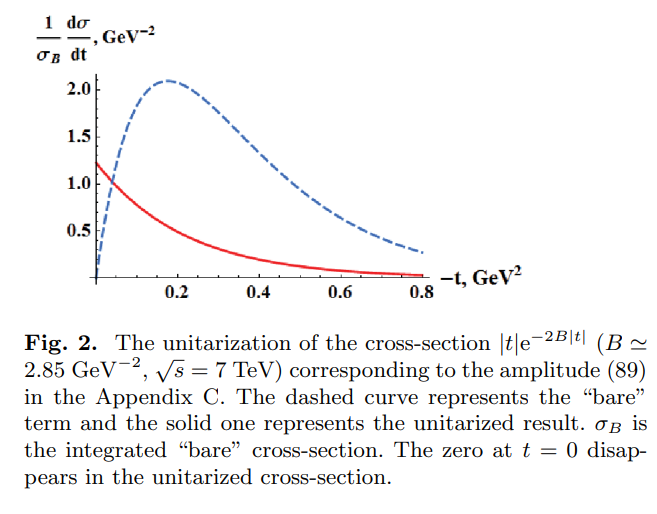 1 dσ
σB dt , GeV−2
2.0
1.5
1.0
0.5
0.2 0.4 0.6 0.8
−t, GeV²
Fig. 2. The unitarization of the cross-section |t|e−2B|t| (B ≃
2.85 GeV−2, √s = 7 TeV) corresponding to the amplitude (89)
in the Appendix C. The dashed curve represents the “bare”
term and the solid one represents the unitarized result. σB is
the integrated “bare” cross-section. The zero at t = 0 disap-
pears in the unitarized cross-section.